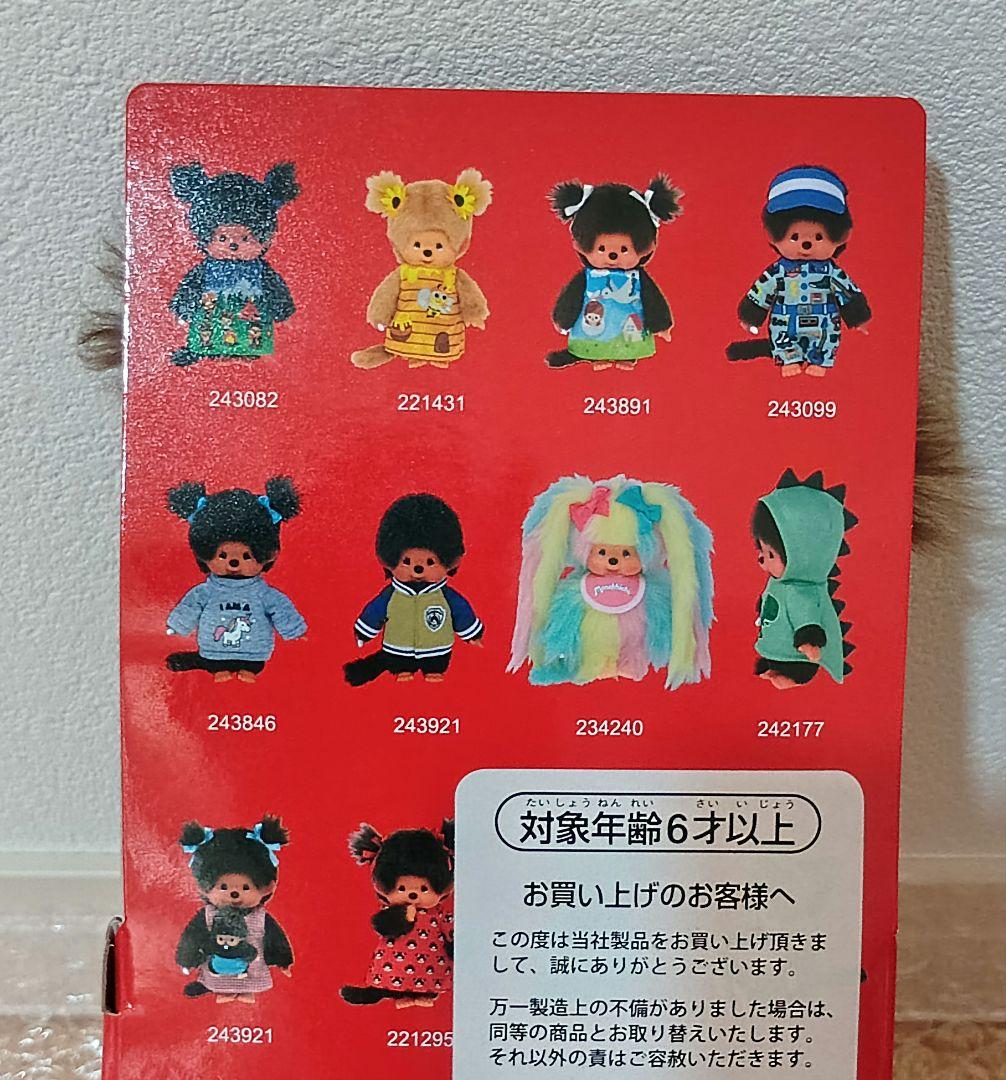 243082
221431
243891
243099
I AM A
Monchhichi
243846
243921
234240
242177
たいしょうねんれい さいいじょう
対象年齢6才以上
お買い上げのお客様へ
この度は当社製品をお買い上げ頂きま
して、誠にありがとうございます。
万一製造上の不備がありました場合は、
同等の商品とお取り替えいたします。
それ以外の責はご容赦いただきます。
243921
221295